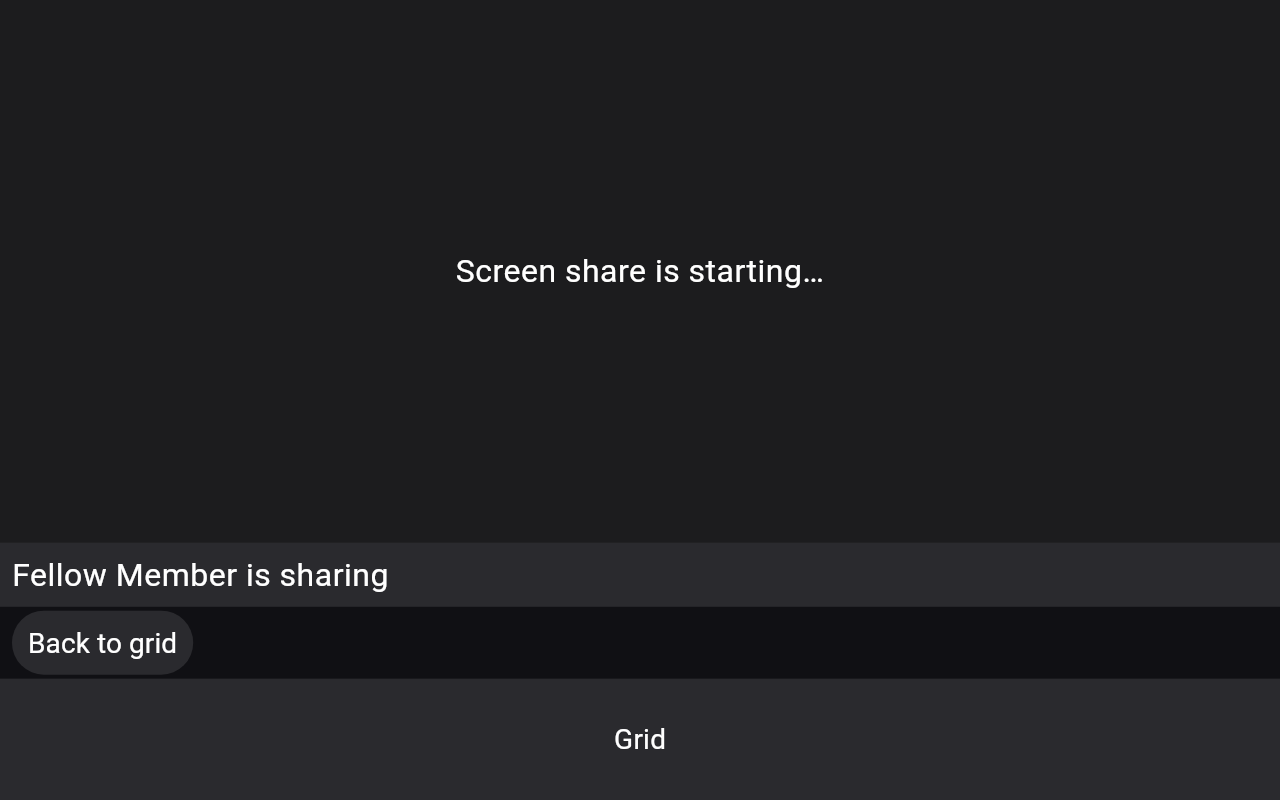 Screen share is starting…
Fellow Member is sharing
Back to grid
Grid